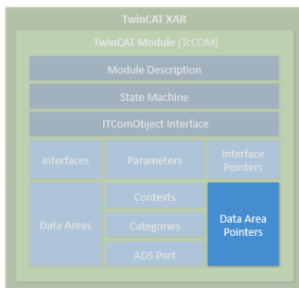 TwinCAT XAR
TwinCAT Module (TcCOM)
Module Description
State Machine
ITComObject Interface
Interfaces
Parameters
Interface
Pointers
Data Areas
Contexts
Categories
ADS Port
Data Area
Pointers